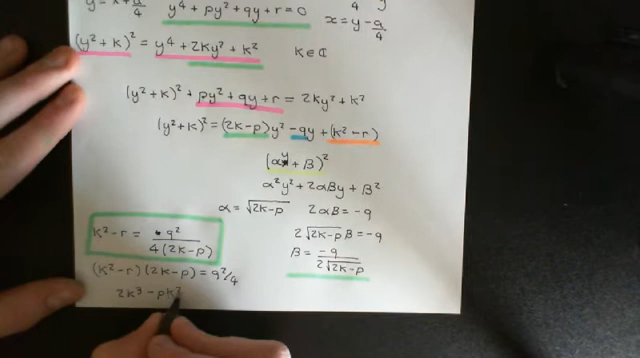 y = x + a/4 y⁴ + py² + qy + r = 0
x = y - a/4
(y² + k)² = y⁴ + 2ky² + k² k ∈ ℂ
(y² + k)² + py² + qy + r = 2ky² + k²
(y² + k)² = (2k-p)y² - qy + (k² - r)
(αy + β)²
α²y² + 2αβy + β²
α = √(2k-p) 2αβ = -q
k² - r = q²/4(2k-p) 2√(2k-p) β = -q
(k² - r)(2k-p) = q²/4 β = -q/2√(2k-p)
2k³ - pk²